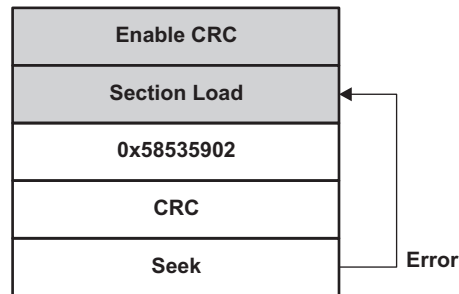 Enable CRC
Section Load
0x58535902
CRC
Seek
Error